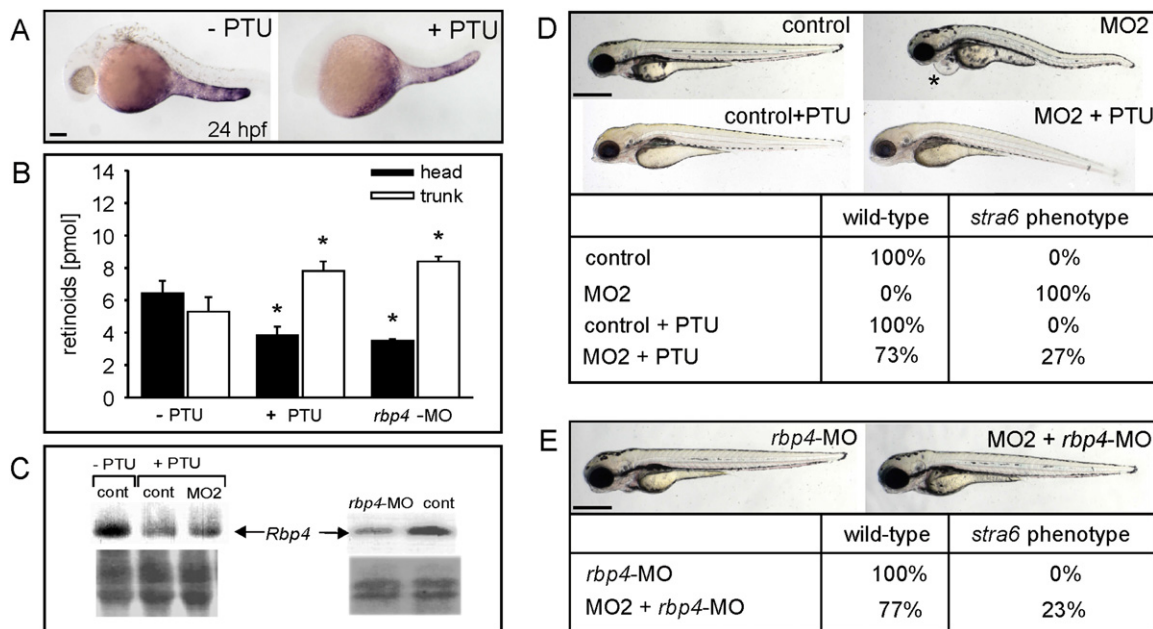 A
- PTU
+ PTU
24 hpf
B
head
trunk
retinoids [pmol]
14
12
10
8
6
4
2
0
* * * *
- PTU + PTU rbp4 -MO
C
- PTU + PTU
cont cont MO2
Rbp4
rbp4-MO cont
D
control
MO2
*
control+PTU
MO2 + PTU
wild-type stra6 phenotype
control 100% 0%
MO2 0% 100%
control + PTU 100% 0%
MO2 + PTU 73% 27%
E
rbp4-MO
MO2 + rbp4-MO
wild-type stra6 phenotype
rbp4-MO 100% 0%
MO2 + rbp4-MO 77% 23%